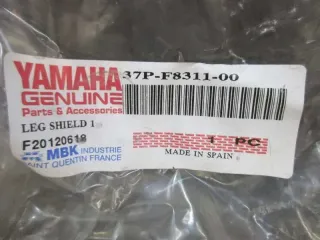 YAMAHA
37P-F8311-00
GENUINE
Parts & Accessories
LEG SHIELD 1
F20120618
1 PC
MBK INDUSTRIE
MADE IN SPAIN
QUENTIN FRANCE